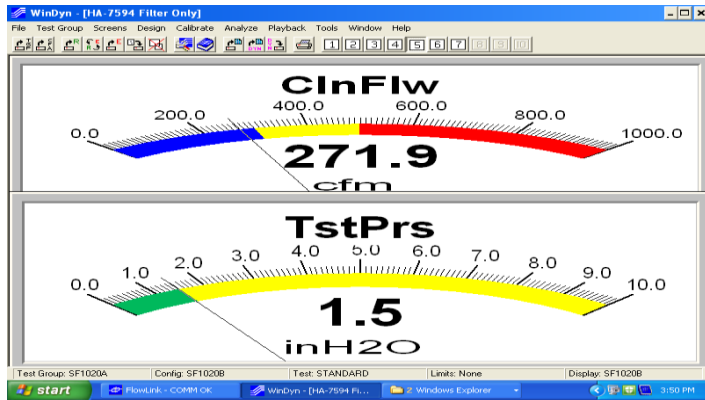 WinDyn - [HA-7594 Filter Only]
File Test Group Screens Design Calibrate Analyze Playback Tools Window Help
1 2 3 4 5 6 7 8 9 10
ClnFlw
0.0 200.0 400.0 600.0 800.0 1000.0
271.9
cfm
TstPrs
0.0 1.0 2.0 3.0 4.0 5.0 6.0 7.0 8.0 9.0 10.0
1.5
inH2O
Test Group: SF1020A Config: SF1020B Test: STANDARD Limits: None Display: SF1020B
start FlowLink - COMM OK WinDyn - [HA-7594 Fi... 2 Windows Explorer 3:50 PM